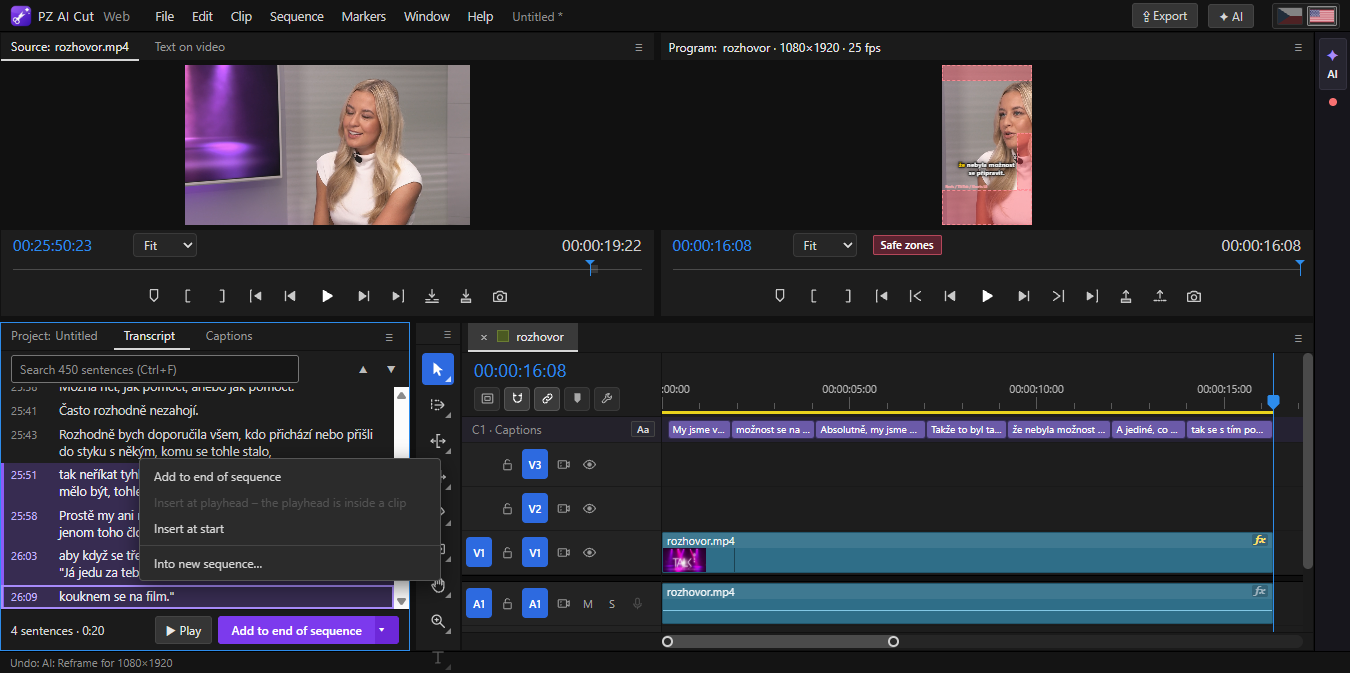 PZ AI Cut Web File Edit Clip Sequence Markers Window Help Untitled * Export AI
Source: rozhovor.mp4 Text on video
Program: rozhovor · 1080×1920 · 25 fps
AI
že nebyla možnost
se připravit.
00:25:50:23 Fit 00:00:19:22
00:00:16:08 Fit Safe zones 00:00:16:08
Project: Untitled Transcript Captions
Search 450 sentences (Ctrl+F)
25:41 Často rozhodně nezahojí.
25:43 Rozhodně bych doporučila všem, kdo přichází nebo přišli
do styku s někým, komu se tohle stalo,
25:51 tak neříkat
mělo být, tohle
25:58 Prostě my ani
jenom toho
26:03 aby když se
"Já jedu za
26:09 kouknem se na film."
Add to end of sequence
Insert at playhead – the playhead is inside a clip
Insert at start
Into new sequence...
4 sentences · 0:20 Play Add to end of sequence
Undo: AI: Reframe for 1080×1920
T
× rozhovor
00:00:16:08
:00:00 00:00:05:00 00:00:10:00 00:00:15:00
C1 · Captions Aa My jsme v... možnost se na ... Absolutně, my jsme ... Takže to byl ta... že nebyla možnost ... A jediné, co ... tak se s tím po...
V3
V2
V1 V1 rozhovor.mp4 fx
TALK
A1 A1 M S rozhovor.mp4 fx